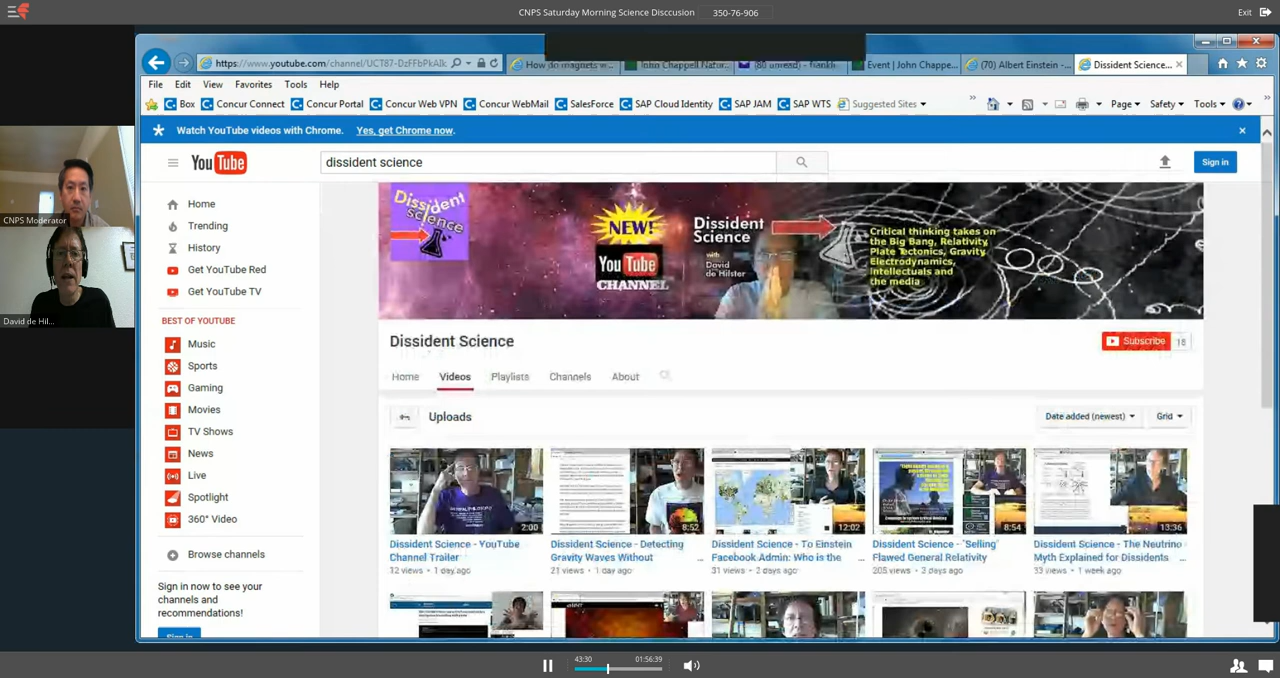 CNPS Saturday Morning Science Disccusion
350-76-906
Exit
https://www.youtube.com/channel/UCT87-DzFFbPkAlk
How do magnets w...
John Chappell Natur...
(80 unread) - frankli
Event | John Chappe...
(70) Albert Einstein -...
Dissident Science...
File Edit View Favorites Tools Help
Box Concur Connect Concur Portal Concur Web VPN Concur WebMail SalesForce SAP Cloud Identity SAP JAM SAP WTS Suggested Sites
Page Safety Tools
Watch YouTube videos with Chrome. Yes, get Chrome now.
YouTube
dissident science
Sign in
Home
Trending
History
Get YouTube Red
Get YouTube TV
BEST OF YOUTUBE
Music
Sports
Gaming
Movies
TV Shows
News
Live
Spotlight
360° Video
Browse channels
Sign in now to see your
channels and
recommendations!
Sign in
CNPS Moderator
David de Hil...
Dissident
science
NEW!
You Tube
CHANNEL
Dissident
Science
with
David
de Hilster
Critical thinking takes on
the Big Bang, Relativity,
Plate Tectonics, Gravity,
Electrodynamics,
Intellectuals and
the media
Dissident Science
Subscribe 18
Home Videos Playlists Channels About
Uploads
Date added (newest)
Grid
2:00
8:52
12:02
8:54
13:36
Dissident Science - YouTube
Channel Trailer
32 views • 1 day ago
Dissident Science - Detecting
Gravity Waves Without
21 views • 1 day ago
Dissident Science - To Einstein
Facebook Admin: Who is the
31 views • 2 days ago
Dissident Science - "Selling"
Flawed General Relativity
205 views • 3 days ago
Dissident Science - The Neutrino
Myth Explained for Dissidents
33 views • 1 week ago
43:30
01:56:39